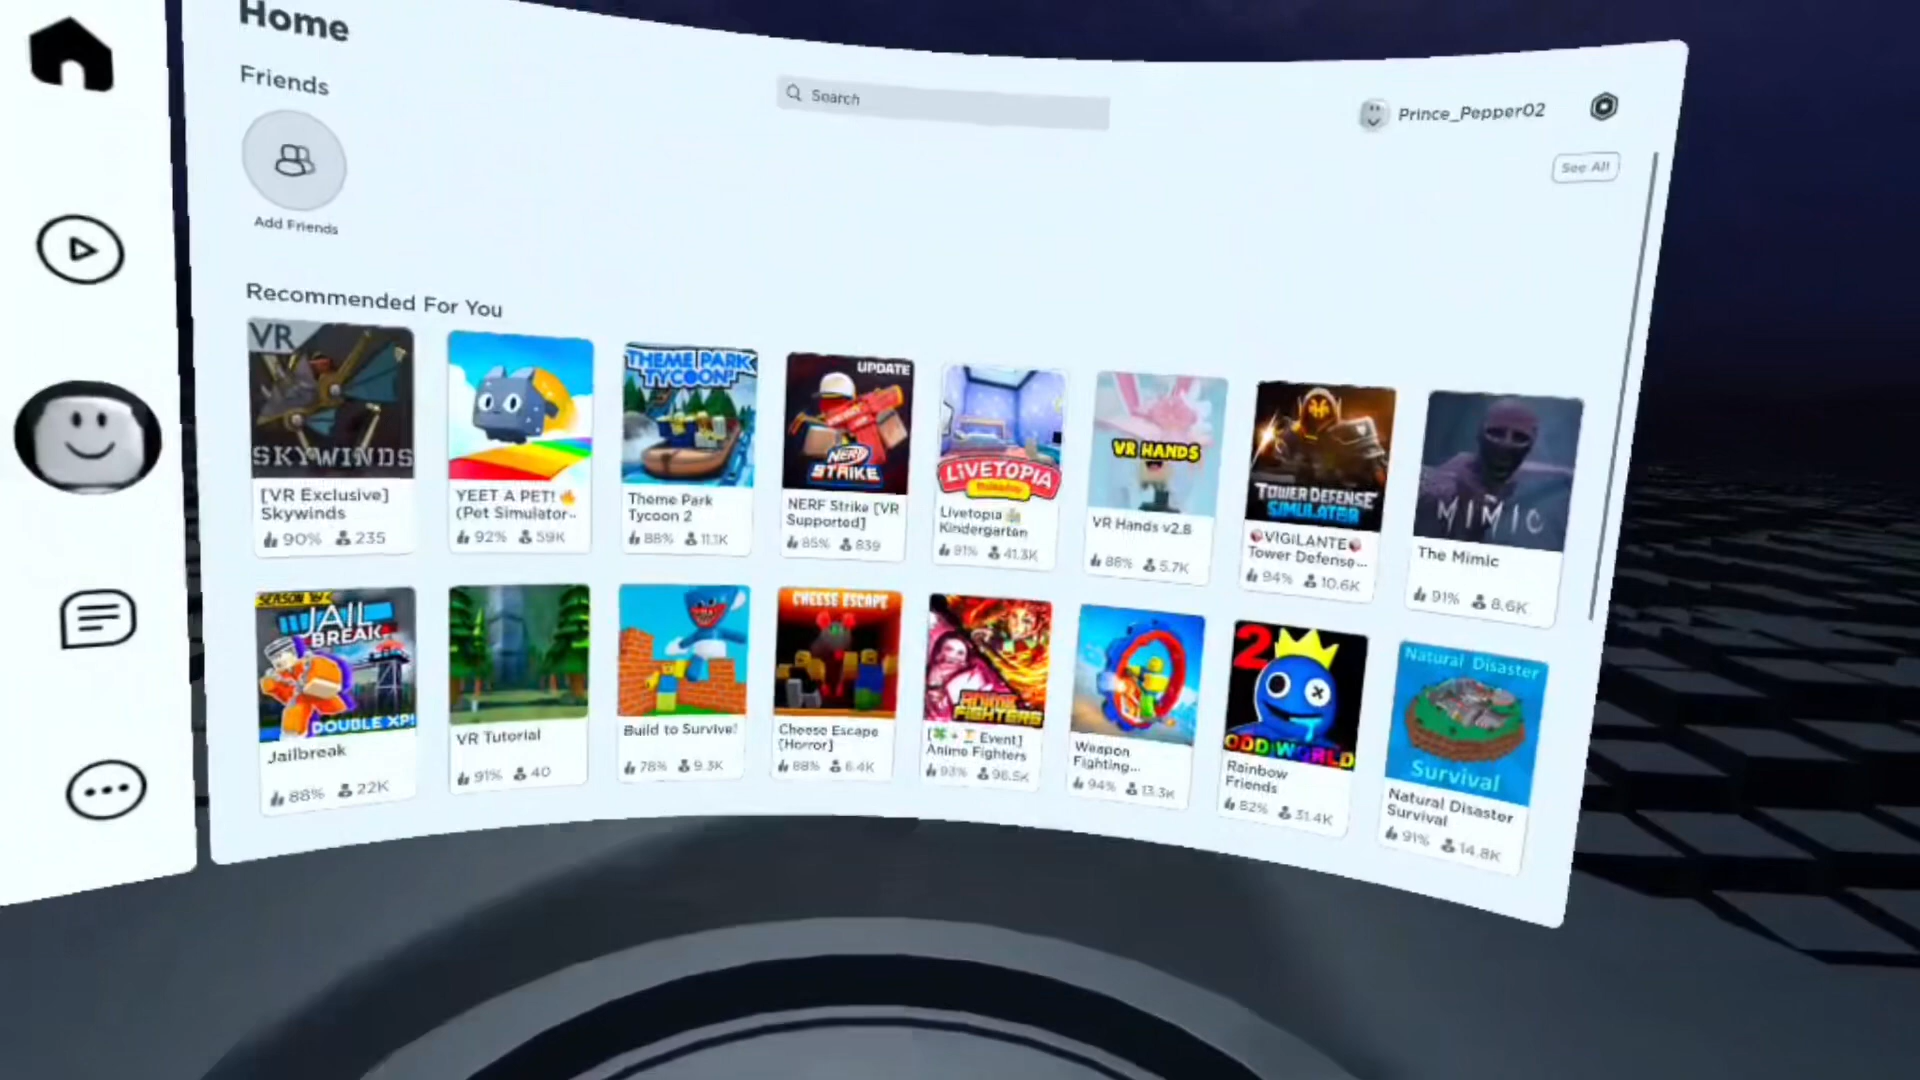 Home
Friends
Search
Prince_Pepper02
See All
Add Friends
Recommended For You
VR
SKYWINDS
[VR Exclusive]
Skywinds
90% 235
YEET A PET!🔥
(Pet Simulator...
92% 59K
THEME PARK
TYCOON
Theme Park
Tycoon 2
88% 11.1K
UPDATE
NERF
STRIKE
NERF Strike [VR
Supported]
85% 839
LIVETOPIA
Livetopia
Kindergarten
91% 41.3K
VR HANDS
VR Hands v2.8
88% 5.7K
TOWER DEFENSE
SIMULATOR
VIGILANTE
Tower Defense...
94% 10.6K
MIMIC
The Mimic
91% 8.6K
SEASON
JAIL
BREAK
DOUBLE XP!
Jailbreak
88% 22K
VR Tutorial
91% 40
Build to Survive!
78% 9.3K
CHEESE ESCAPE
Cheese Escape
[Horror]
88% 6.4K
ANIME
FIGHTERS
[🍀+⏳Event]
Anime Fighters
93% 96.5K
Weapon
Fighting...
94% 13.3K
2
ODD WORLD
Rainbow
Friends
82% 31.4K
Natural Disaster
Survival
Natural Disaster
Survival
91% 14.8K